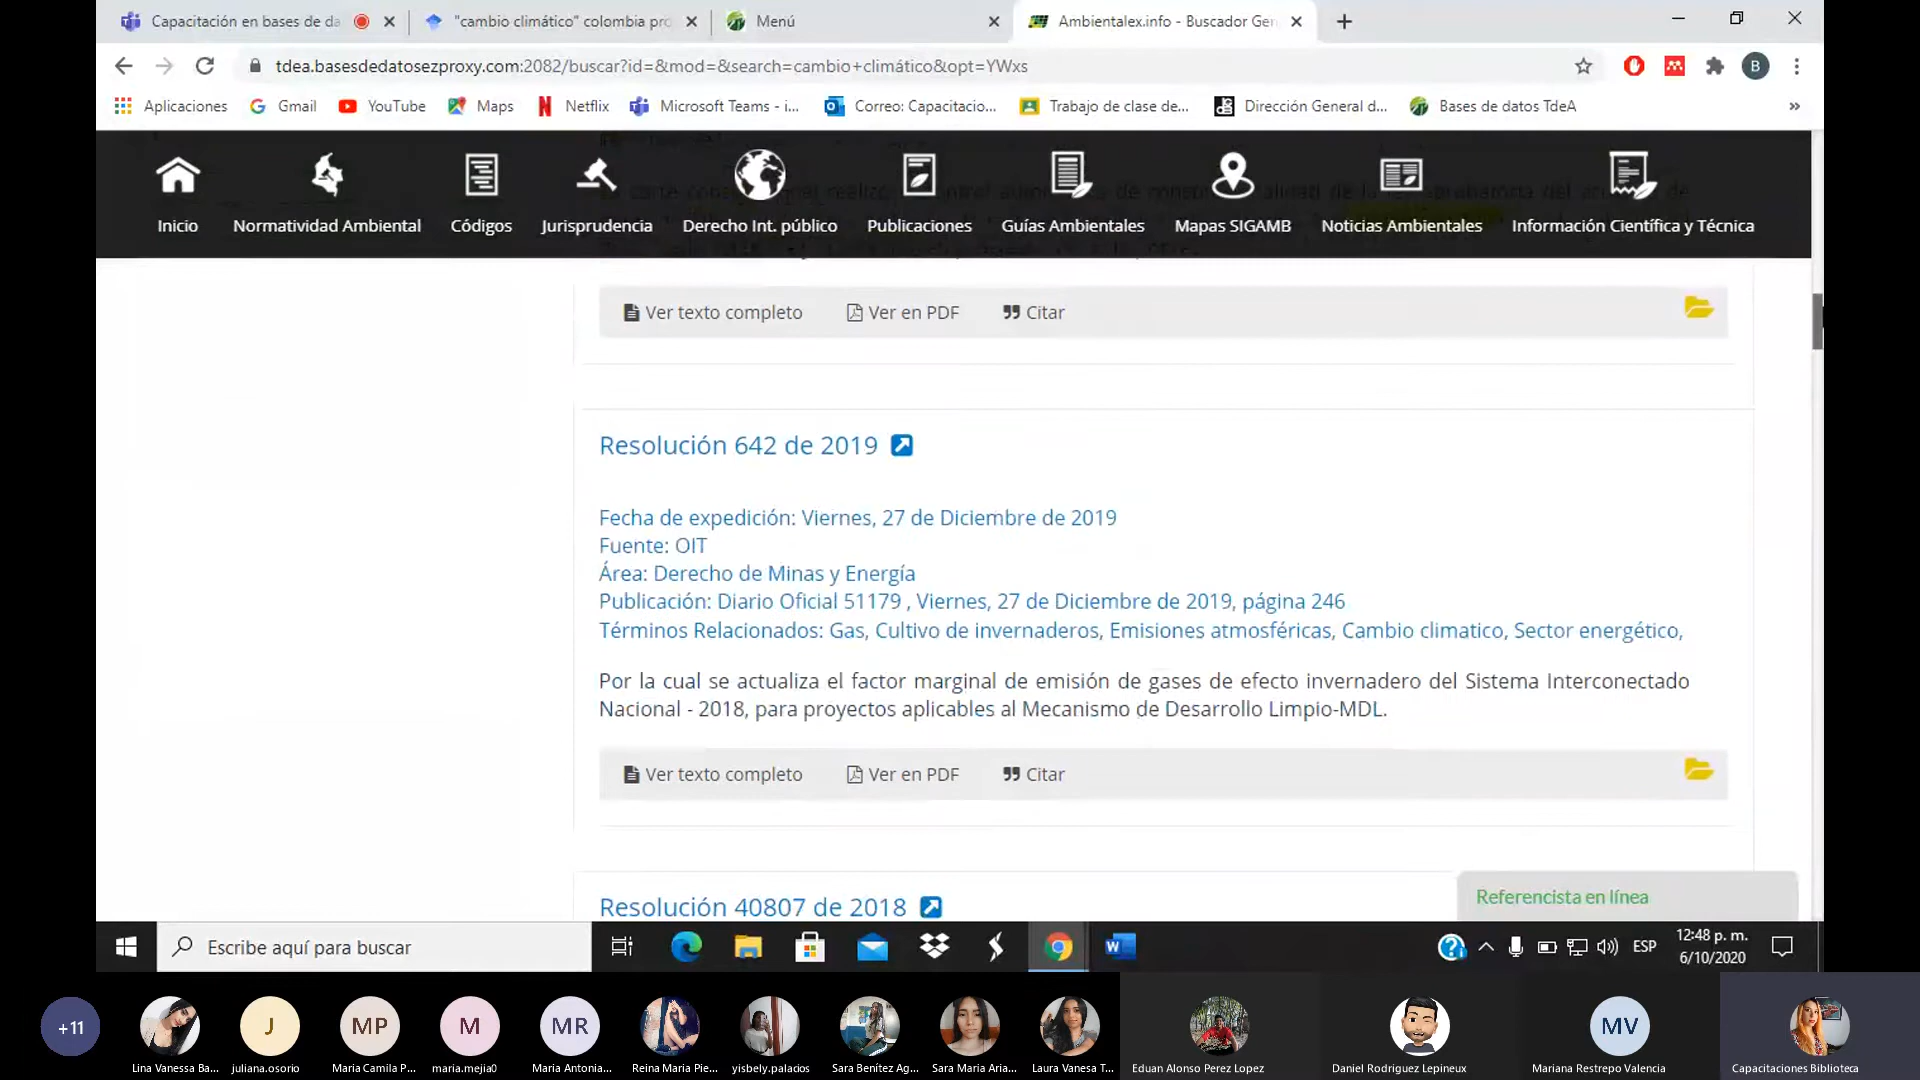 Capacitación en bases de da
"cambio climático" colombia pro
Menú
Ambientalex.info - Buscador Gen
tdea.basesdedatosezproxy.com:2082/buscar?id=&mod=&search=cambio+climático&opt=YWxs
B
Aplicaciones
Gmail
YouTube
Maps
Netflix
Microsoft Teams - i...
Correo: Capacitacio...
Trabajo de clase de...
Dirección General d...
Bases de datos TdeA
»
Inicio
Normatividad Ambiental
Códigos
Jurisprudencia
Derecho Int. público
Publicaciones
Guías Ambientales
Mapas SIGAMB
Noticias Ambientales
Información Científica y Técnica
Ver texto completo
Ver en PDF
Citar
Resolución 642 de 2019
Fecha de expedición: Viernes, 27 de Diciembre de 2019
Fuente: OIT
Área: Derecho de Minas y Energía
Publicación: Diario Oficial 51179 , Viernes, 27 de Diciembre de 2019, página 246
Términos Relacionados: Gas, Cultivo de invernaderos, Emisiones atmosféricas, Cambio climatico, Sector energético,
Por la cual se actualiza el factor marginal de emisión de gases de efecto invernadero del Sistema Interconectado
Nacional - 2018, para proyectos aplicables al Mecanismo de Desarrollo Limpio-MDL.
Ver texto completo
Ver en PDF
Citar
Resolución 40807 de 2018
Referencista en línea
Escribe aquí para buscar
ESP
12:48 p. m.
6/10/2020
+11
Lina Vanessa Ba...
J
juliana.osorio
MP
Maria Camila P...
M
maria.mejia0
MR
Maria Antonia...
Reina Maria Pie...
yisbely.palacios
Sara Benítez Ag...
Sara Maria Aria...
Laura Vanesa T...
Eduan Alonso Perez Lopez
Daniel Rodriguez Lepineux
MV
Mariana Restrepo Valencia
Capacitaciones Biblioteca